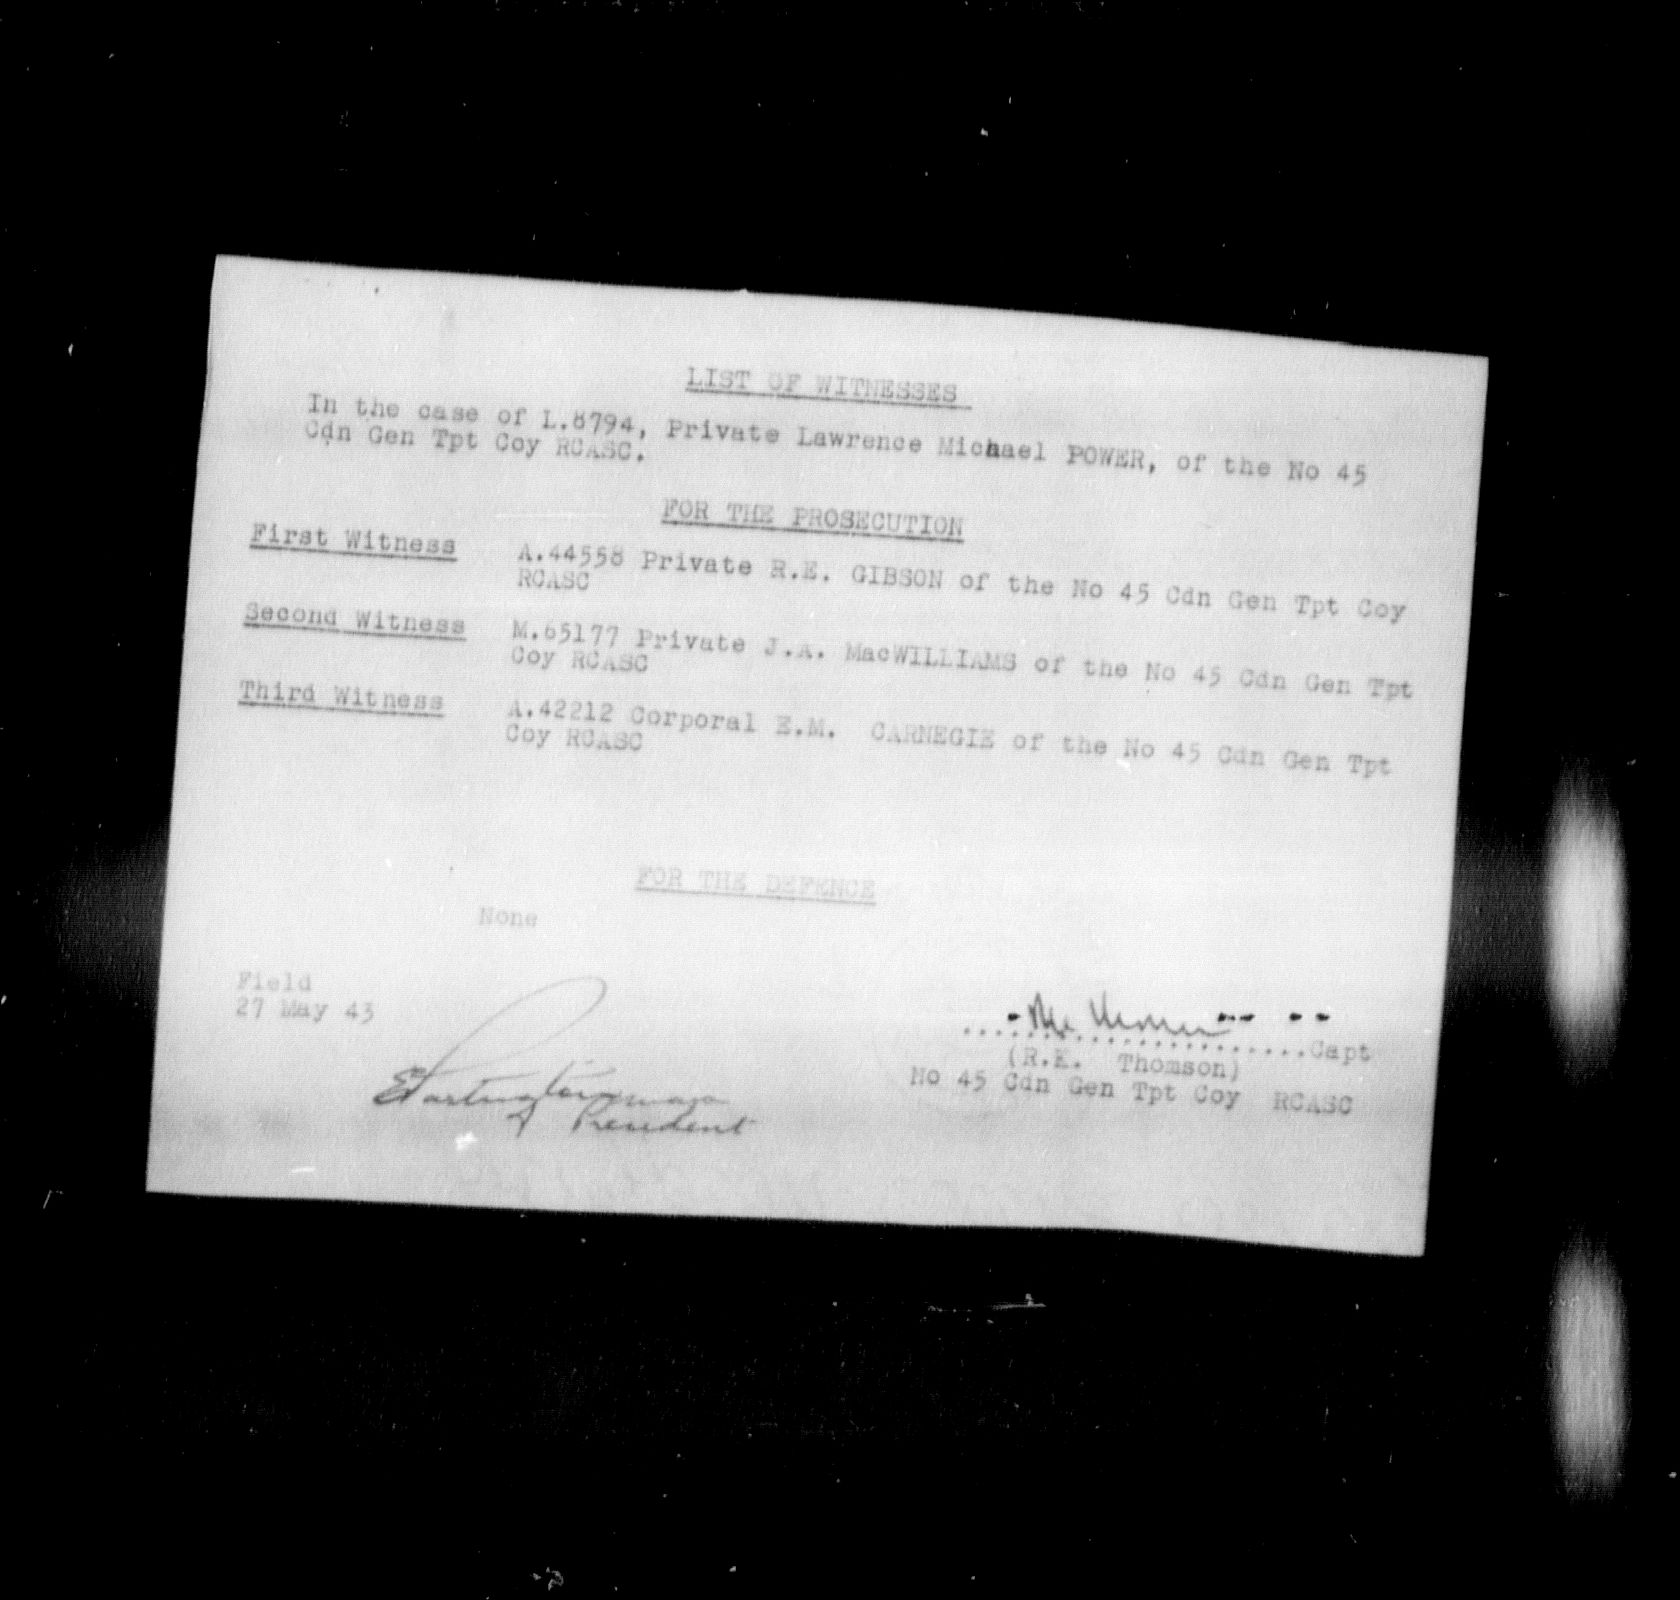 LIST OF WITNESSES
In the case of L.8794, Private Lawrence Michael POWER, of the No 45
Cdn Gen Tpt Coy RCASC.
FOR THE PROSECUTION
First Witness A.44558 Private R.E. GIBSON of the No 45 Cdn Gen Tpt Coy
RCASC
Second Witness M.65177 Private J.A. MacWILLIAMS of the No 45 Cdn Gen Tpt
Coy RCASC
Third Witness A.42212 Corporal E.M. CARNEGIE of the No 45 Cdn Gen Tpt
Coy RCASC
FOR THE DEFENCE
None
Field
27 May 43
......................Capt
(R.E. Thomson)
No 45 Cdn Gen Tpt Coy RCASC
President